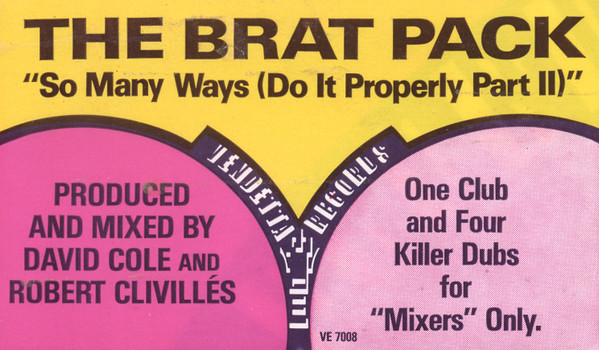 THE BRAT PACK
“So Many Ways (Do It Properly Part II)”
VENDETTA
RECORDS
PRODUCED
AND MIXED BY
DAVID COLE AND
ROBERT CLIVILLÉS
One Club
and Four
Killer Dubs
for
“Mixers” Only.
VE 7008